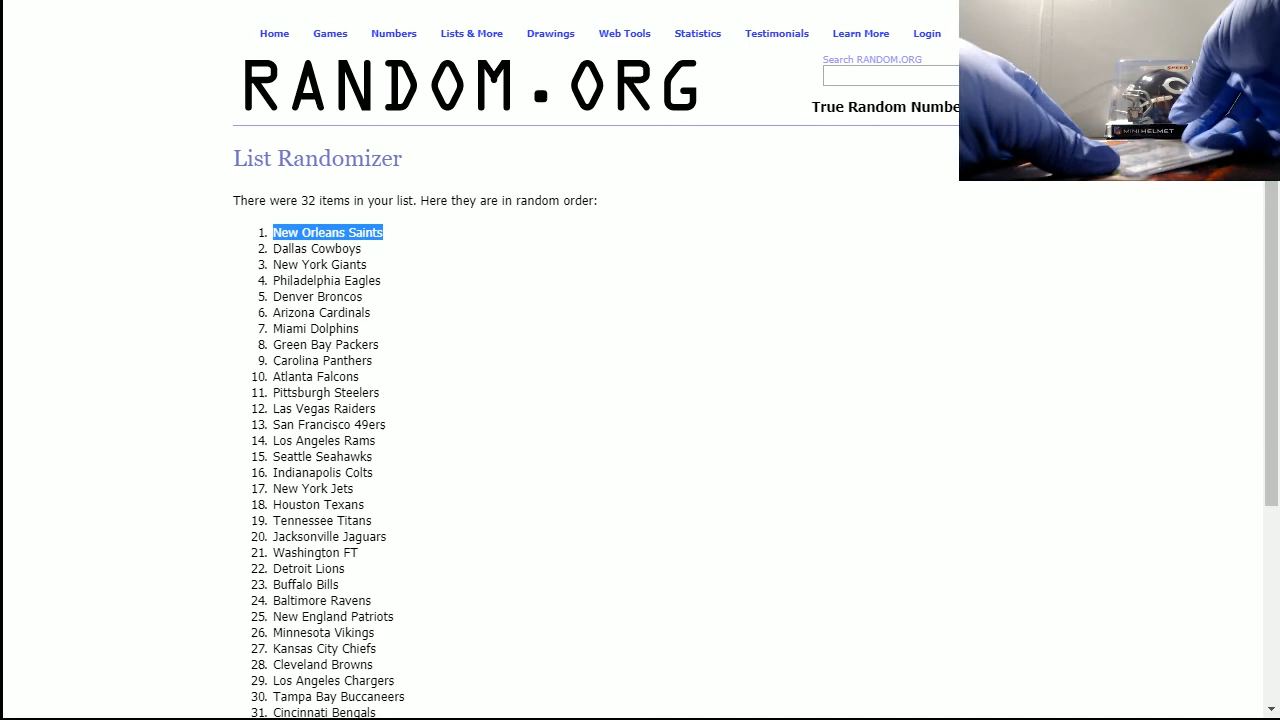 Home Games Numbers Lists & More Drawings Web Tools Statistics Testimonials Learn More Login
RANDOM.ORG
Search RANDOM.ORG
True Random Numbe
List Randomizer
There were 32 items in your list. Here they are in random order:
1. New Orleans Saints
2. Dallas Cowboys
3. New York Giants
4. Philadelphia Eagles
5. Denver Broncos
6. Arizona Cardinals
7. Miami Dolphins
8. Green Bay Packers
9. Carolina Panthers
10. Atlanta Falcons
11. Pittsburgh Steelers
12. Las Vegas Raiders
13. San Francisco 49ers
14. Los Angeles Rams
15. Seattle Seahawks
16. Indianapolis Colts
17. New York Jets
18. Houston Texans
19. Tennessee Titans
20. Jacksonville Jaguars
21. Washington FT
22. Detroit Lions
23. Buffalo Bills
24. Baltimore Ravens
25. New England Patriots
26. Minnesota Vikings
27. Kansas City Chiefs
28. Cleveland Browns
29. Los Angeles Chargers
30. Tampa Bay Buccaneers
31. Cincinnati Bengals
SPEED
MINI HELMET